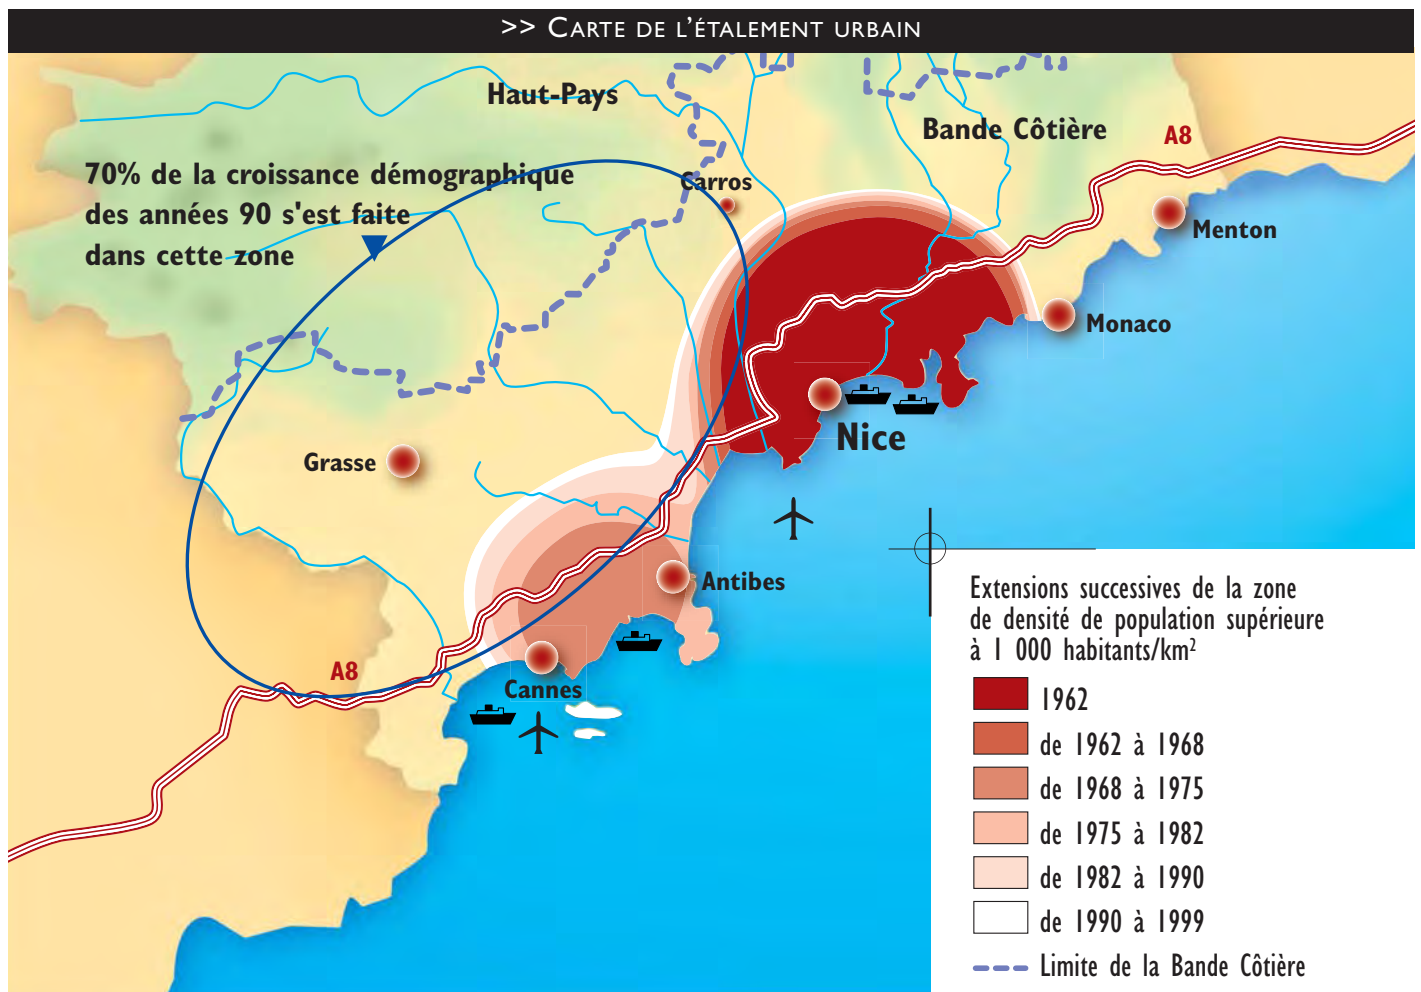 >> CARTE DE L'ÉTALEMENT URBAIN
Haut-Pays
Bande Côtière
A8
70% de la croissance démographique
des années 90 s'est faite
dans cette zone
Carros
Menton
Monaco
Nice
Grasse
Antibes
A8
Cannes
Extensions successives de la zone
de densité de population supérieure
à 1 000 habitants/km²
1962
de 1962 à 1968
de 1968 à 1975
de 1975 à 1982
de 1982 à 1990
de 1990 à 1999
Limite de la Bande Côtière